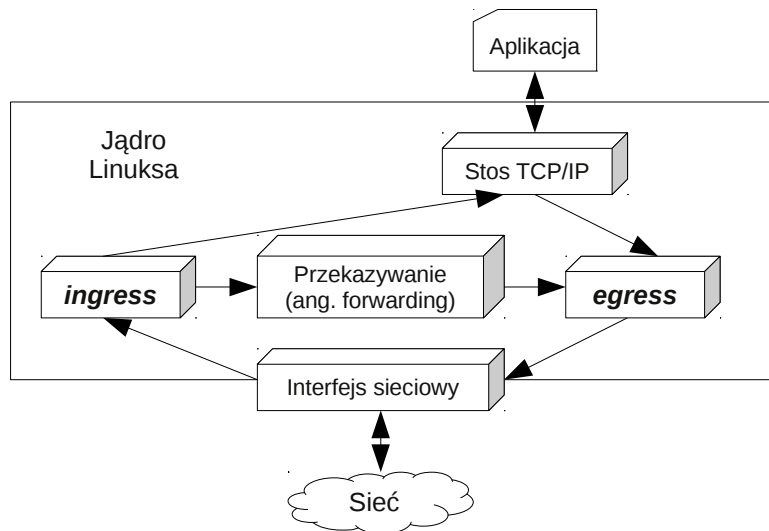 Aplikacja
Jądro
Linuksa
Stos TCP/IP
ingress
Przekazywanie
(ang. forwarding)
egress
Interfejs sieciowy
Sieć